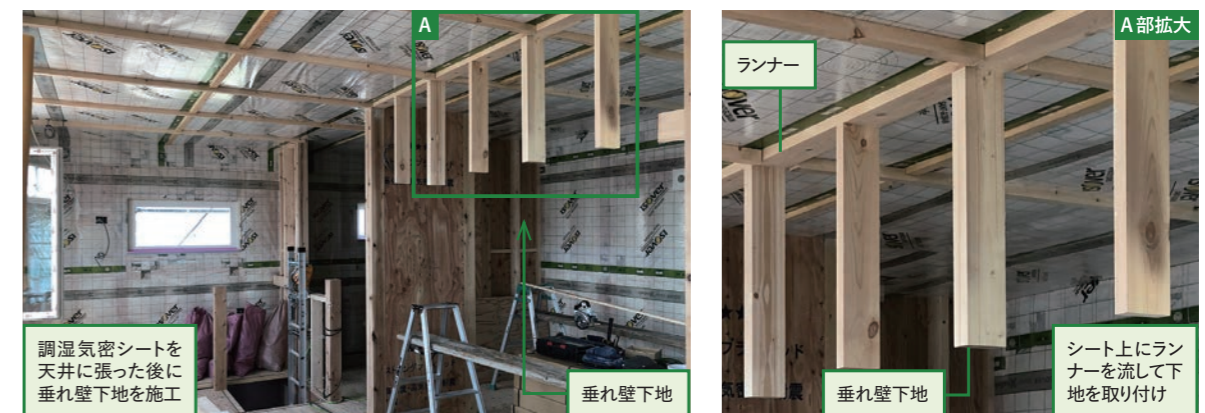 A
調湿気密シートを
天井に張った後に
垂れ壁下地を施工
垂れ壁下地
A部拡大
ランナー
垂れ壁下地
シート上にラン
ナーを流して下
地を取り付け